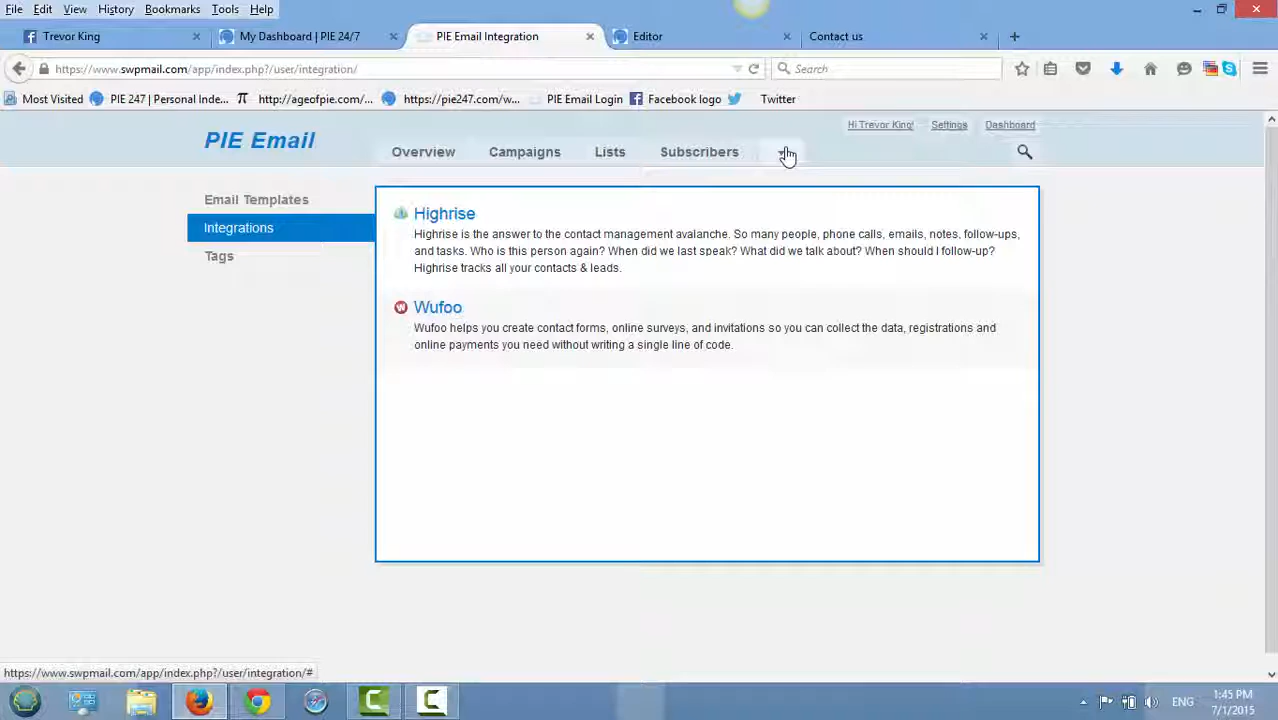 File Edit View History Bookmarks Tools Help
Trevor King
My Dashboard | PIE 24/7
PIE Email Integration
Editor
Contact us
https://www.swpmail.com/app/index.php?/user/integration/
Search
Most Visited
PIE 247 | Personal Inde...
http://ageofpie.com/...
https://pie247.com/w...
PIE Email Login
Facebook logo
Twitter
Hi Trevor King! Settings Dashboard
PIE Email
Overview Campaigns Lists Subscribers
Email Templates
Integrations
Tags
Highrise
Highrise is the answer to the contact management avalanche. So many people, phone calls, emails, notes, follow-ups,
and tasks. Who is this person again? When did we last speak? What did we talk about? When should I follow-up?
Highrise tracks all your contacts & leads.
Wufoo
Wufoo helps you create contact forms, online surveys, and invitations so you can collect the data, registrations and
online payments you need without writing a single line of code.
https://www.swpmail.com/app/index.php?/user/integration/#
ENG
1:45 PM
7/1/2015